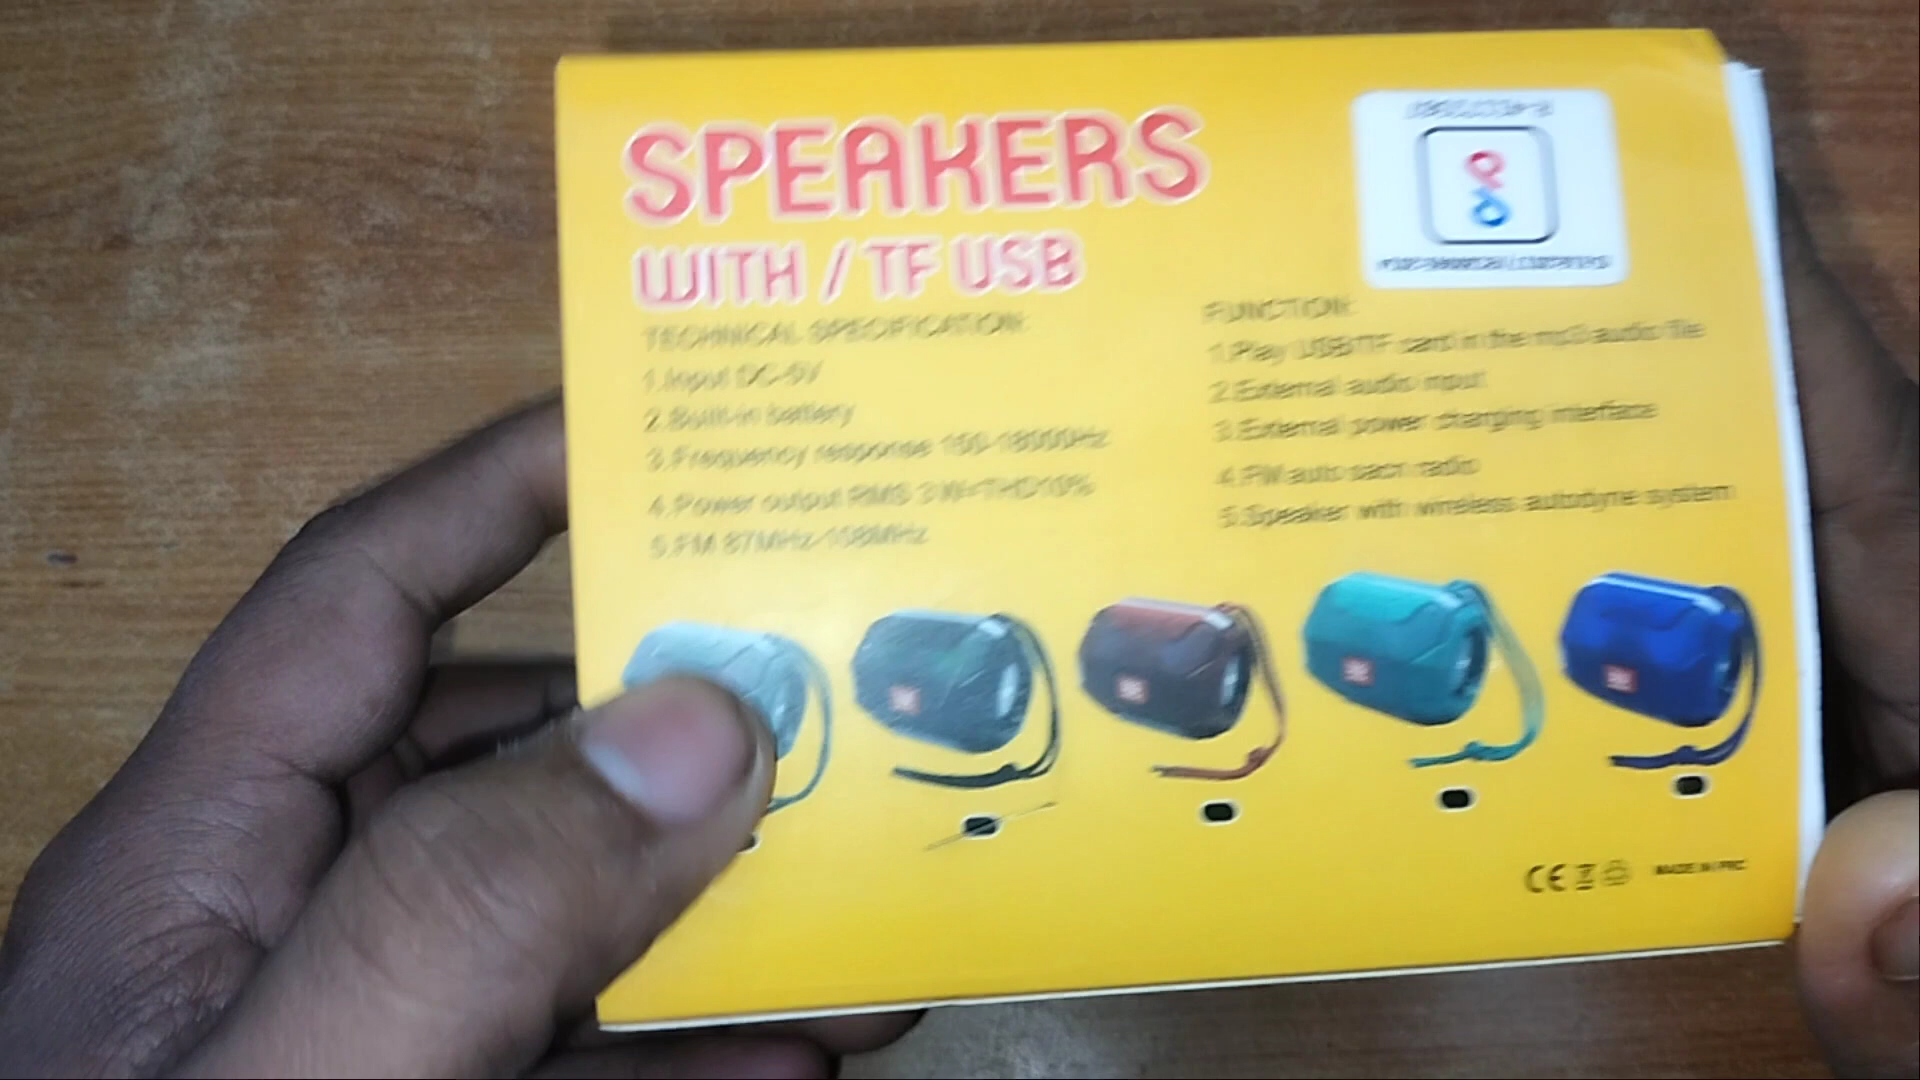 SPEAKERS
WITH / TF USB
TECHNICAL SPECIFICATION:
1.Input DC-5V
2.Built-in battery
3.Frequency response 150-18000Hz
4.Power output RMS 3W=THD10%
5.FM 87MHz-108MHz
FUNCTION:
1.Play USB/TF card in the mp3 audio file
2.External audio input
3.External power charging interface
4.FM auto sacn radio
5.Speaker with wireless autodyne system
CE
MADE IN PRC